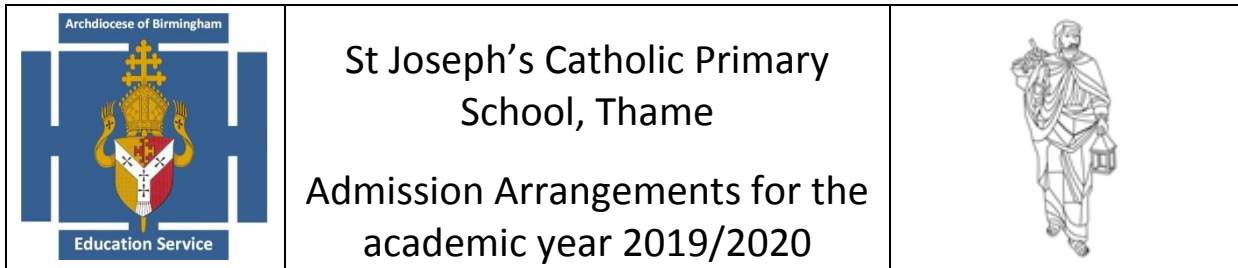 Archdiocese of Birmingham
Education Service
St Joseph’s Catholic Primary
School, Thame
Admission Arrangements for the
academic year 2019/2020